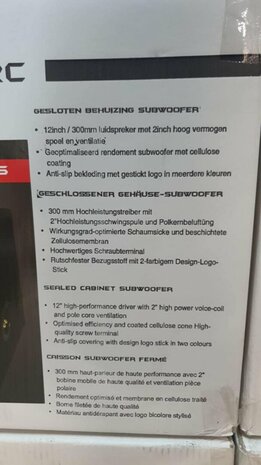 RC
GESLOTEN BEHUIZING SUBWOOFER
• 12inch / 300mm luidspreker met 2inch hoog vermogen
spoel en ventilatie
• Geoptimaliseerd rendement subwoofer met cellulose
coating
• Anti-slip bekleding met gestickt logo in meerdere kleuren
GESCHLOSSENER GEHÄUSE-SUBWOOFER
• 300 mm Hochleistungstreiber mit
2"Hochleistungsschwingspule und Polkernbelüftung
• Wirkungsgrad-optimierte Schaumsicke und beschichtete
Zellulosemembran
• Hochwertiges Schraubterminal
• Rutschfester Bezugsstoff mit 2-farbigem Design-Logo-
Stick
SEALED CABINET SUBWOOFER
• 12" high-performance driver with 2" high power voice-coil
and pole core ventilation
• Optimised efficiency and coated cellulose cone High-
quality screw terminal
• Anti-slip covering with design logo stick in two colours
CAISSON SUBWOOFER FERMÉ
• 300 mm haut-parleur de haute performance avec 2"
bobine mobile de haute qualité et ventilation pièce
polaire
• Rendement optimisé et membrane en cellulose traité
• Borne filetée de haute qualité
• Matériau antidérapant avec logo bicolore stylisé